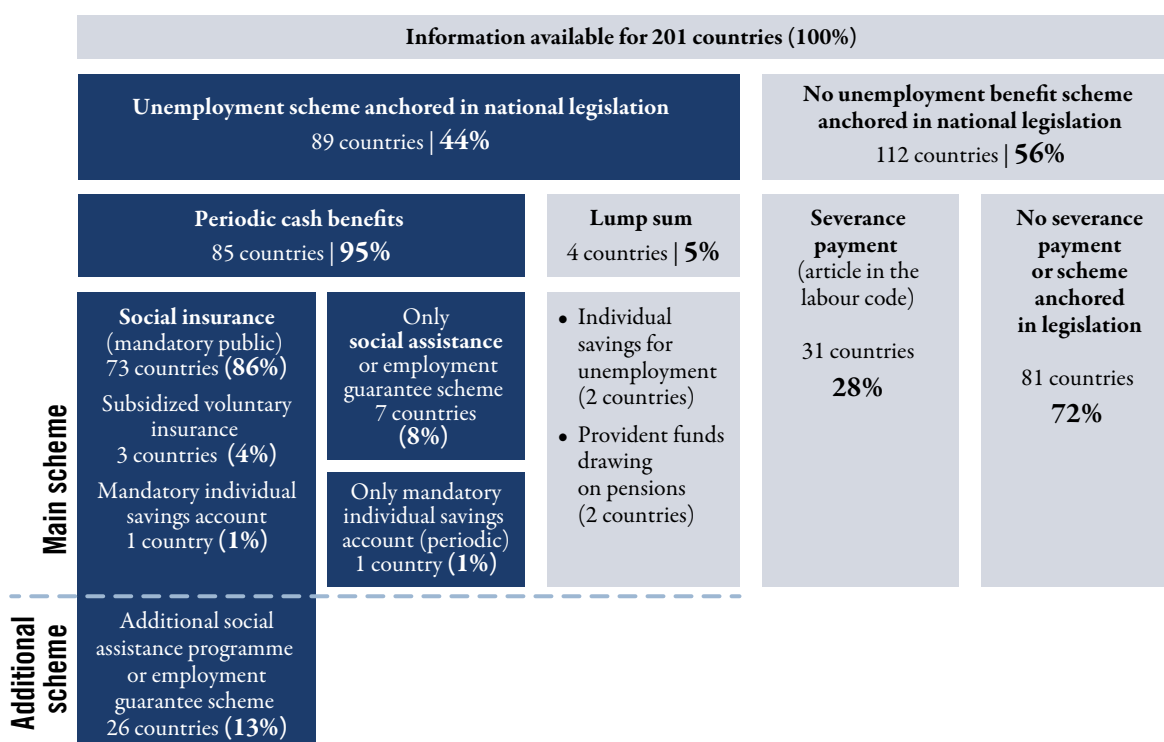 Information available for 201 countries (100%)
Unemployment scheme anchored in national legislation
89 countries | 44%
No unemployment benefit scheme
anchored in national legislation
112 countries | 56%
Periodic cash benefits
85 countries | 95%
Lump sum
4 countries | 5%
Severance
payment
(article in the
labour code)
31 countries
28%
No severance
payment
or scheme
anchored
in legislation
81 countries
72%
Main scheme
Social insurance
(mandatory public)
73 countries (86%)
Subsidized voluntary
insurance
3 countries (4%)
Mandatory individual
savings account
1 country (1%)
Only
social assistance
or employment
guarantee scheme
7 countries
(8%)
Only mandatory
individual savings
account (periodic)
1 country (1%)
• Individual
savings for
unemployment
(2 countries)
• Provident funds
drawing
on pensions
(2 countries)
Additional
scheme
Additional social
assistance programme
or employment
guarantee scheme
26 countries (13%)